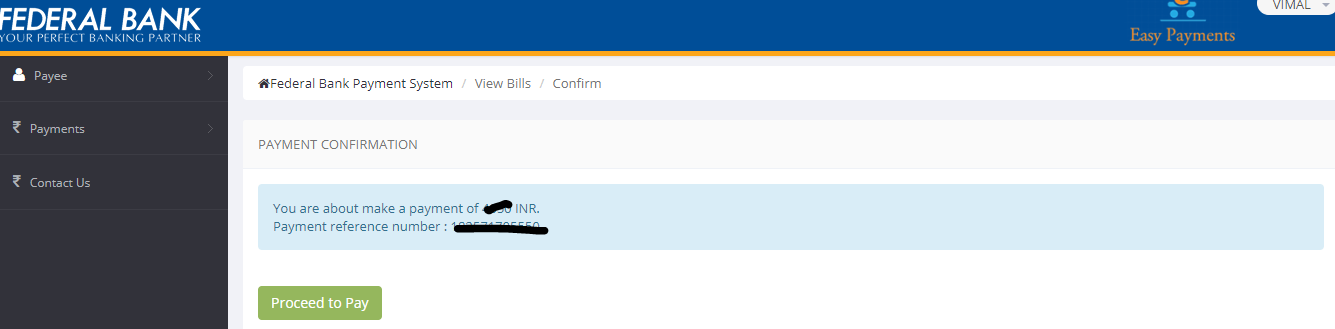 FEDERAL BANK
YOUR PERFECT BANKING PARTNER
VIMAL
Easy Payments
Payee
₹ Payments
₹ Contact Us
Federal Bank Payment System / View Bills / Confirm
PAYMENT CONFIRMATION
You are about make a payment of INR.
Payment reference number :
Proceed to Pay